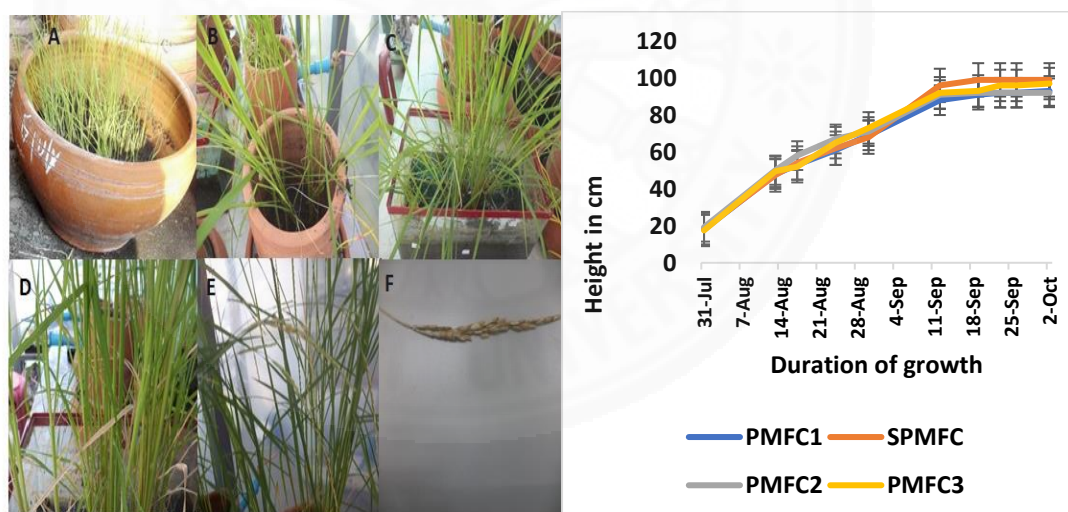 A
B
C
D
E
F
120
100
80
60
40
20
0
Height in cm
31-Jul
7-Aug
14-Aug
21-Aug
28-Aug
4-Sep
11-Sep
18-Sep
25-Sep
2-Oct
Duration of growth
PMFC1
SPMFC
PMFC2
PMFC3